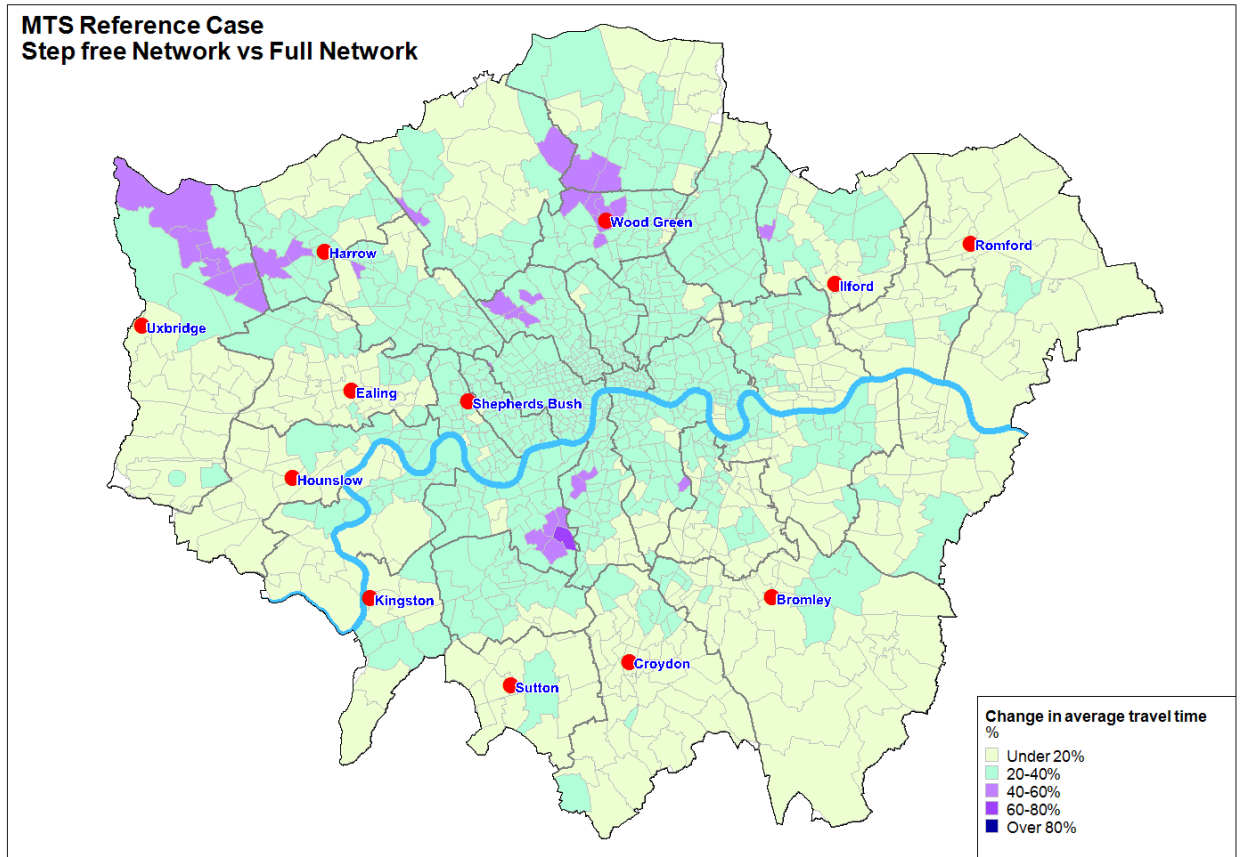 MTS Reference Case
Step free Network vs Full Network
Wood Green
Harrow
Romford
Ilford
Uxbridge
Ealing
Shepherds Bush
Hounslow
Kingston
Bromley
Croydon
Sutton
Change in average travel time
%
Under 20%
20-40%
40-60%
60-80%
Over 80%